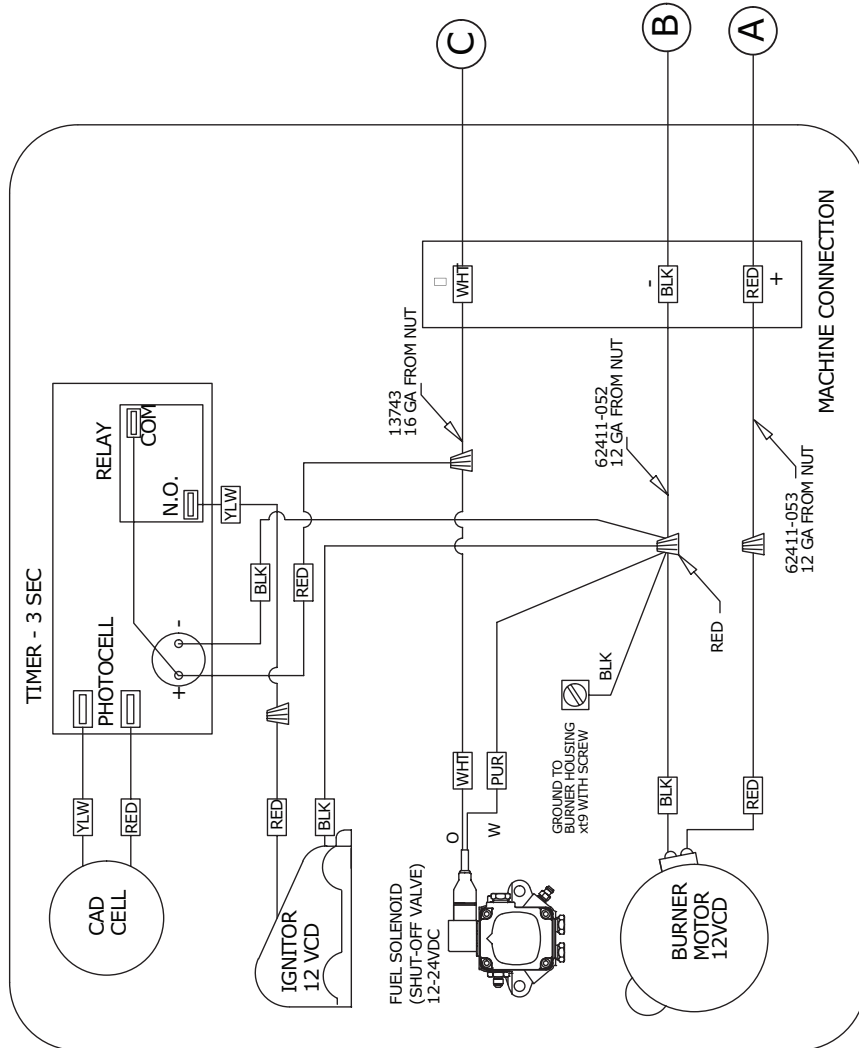 TIMER - 3 SEC
RELAY
COM
N.O.
PHOTOCELL
+
-
YLW
RED
CAD
CELL
YLW
BLK
RED
RED
BLK
IGNITOR
12 VCD
FUEL SOLENOID
(SHUT-OFF VALVE)
12-24VDC
O
W
WHT
PUR
13743
16 GA FROM NUT
WHT
C
GROUND TO
BURNER HOUSING
xt9 WITH SCREW
BLK
RED
62411-052
12 GA FROM NUT
-
BLK
B
BLK
RED
BURNER
MOTOR
12VCD
62411-053
12 GA FROM NUT
RED
+
A
MACHINE CONNECTION